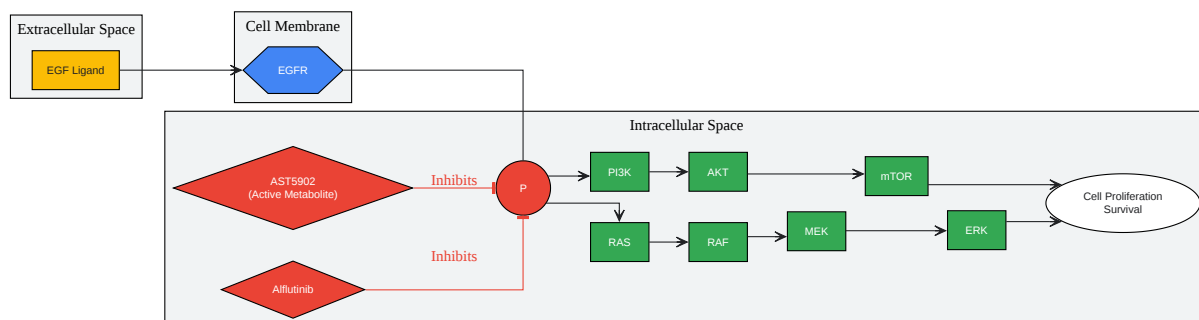 Extracellular Space
EGF Ligand
Cell Membrane
EGFR
Intracellular Space
AST5902
(Active Metabolite)
Inhibits
P
PI3K
AKT
mTOR
Cell Proliferation
Survival
RAS
RAF
MEK
ERK
Inhibits
Alflutinib